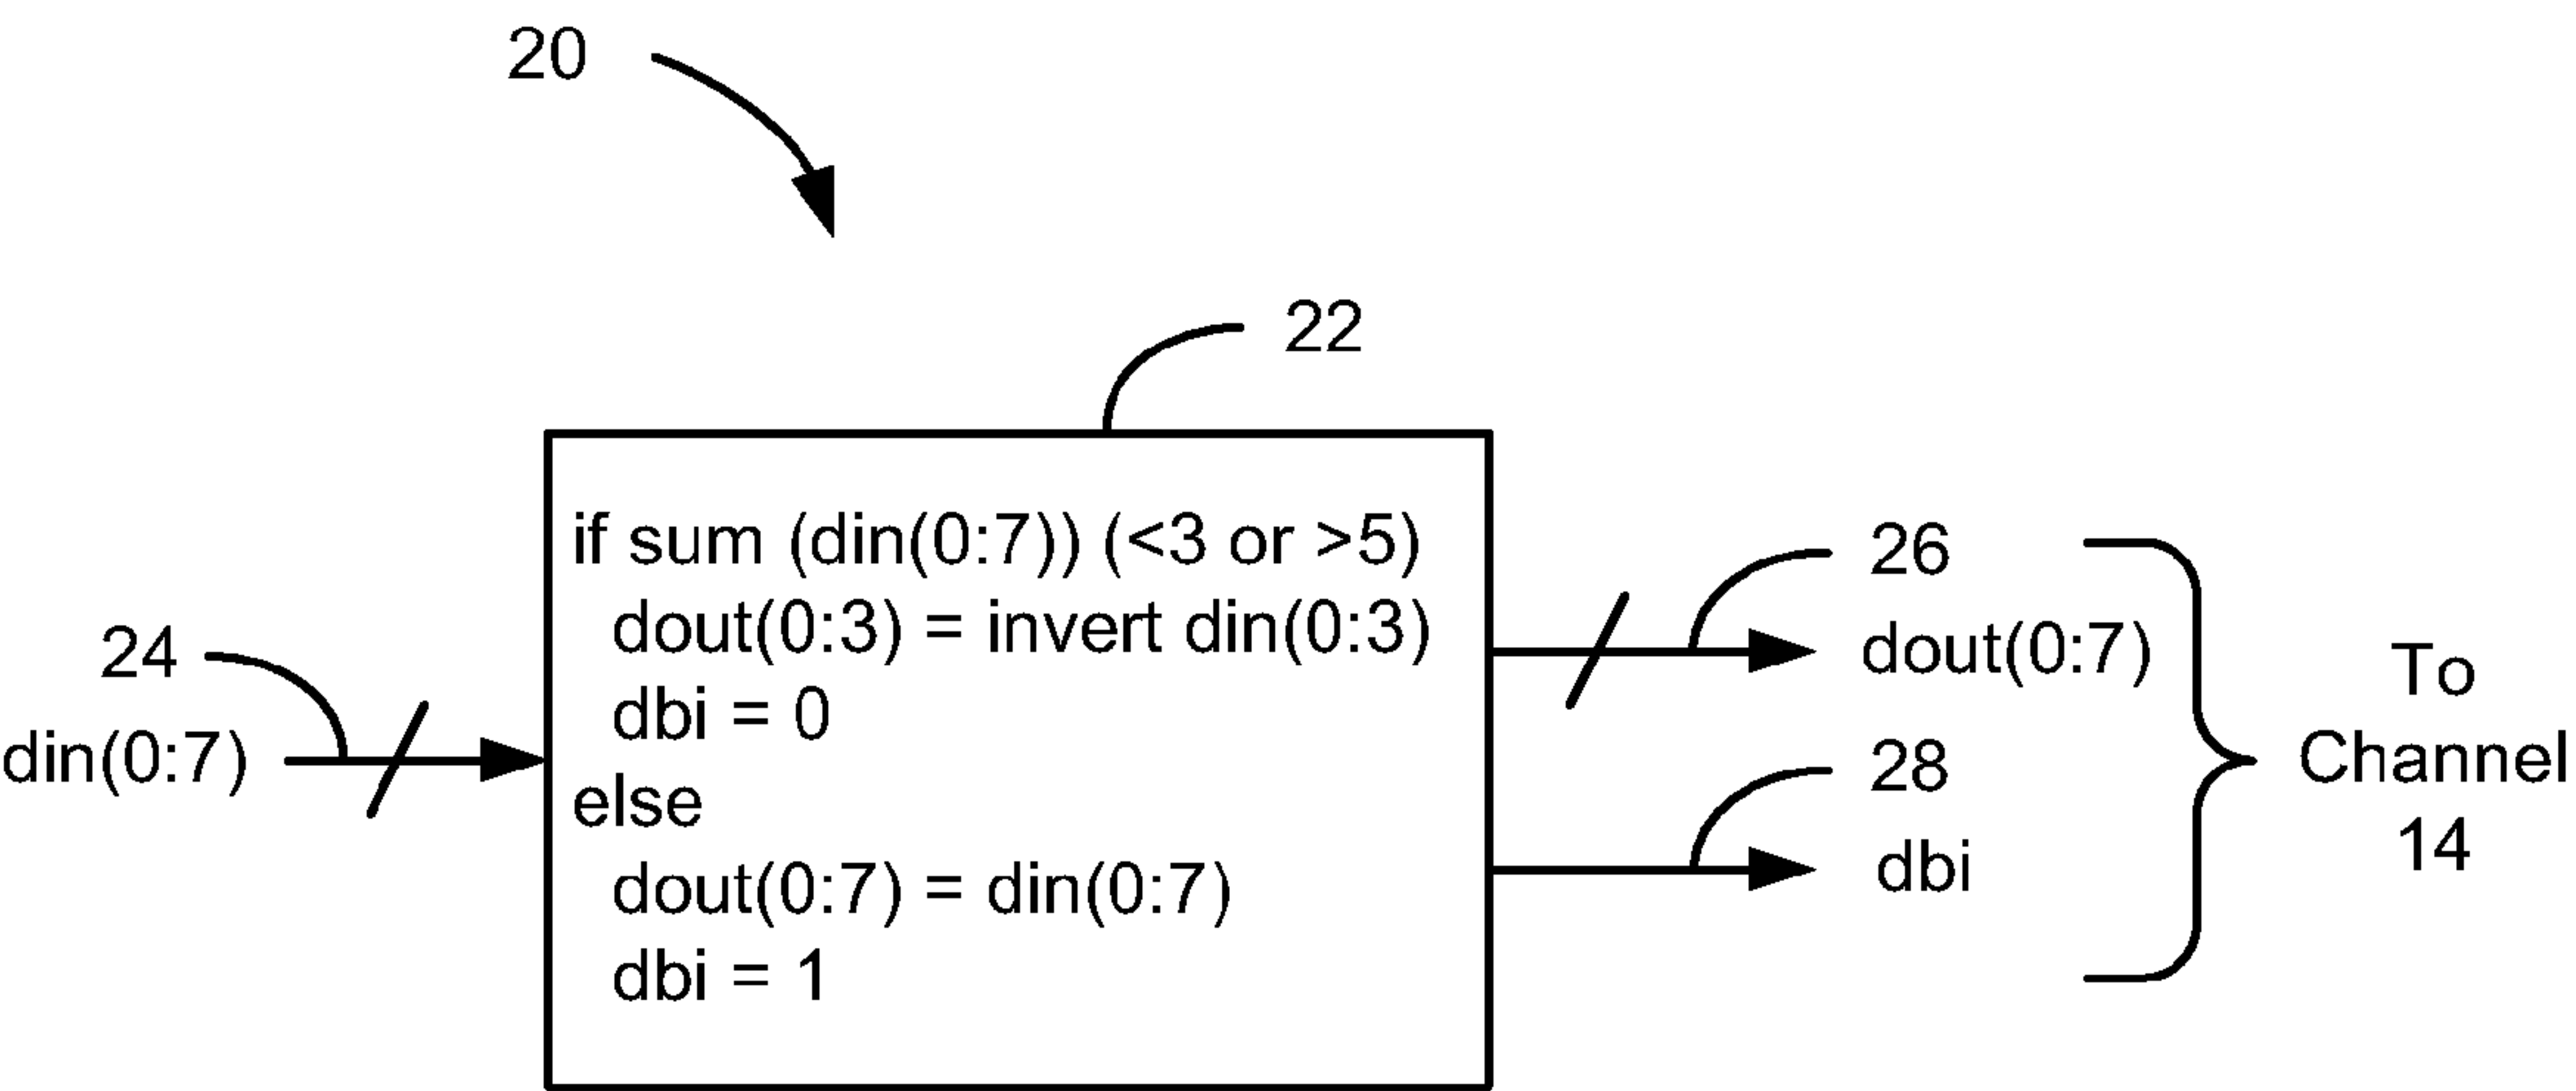 20
22
if sum (din(0:7)) (<3 or >5)
dout(0:3) = invert din(0:3)
dbi = 0
else
dout(0:7) = din(0:7)
dbi = 1
24
din(0:7)
26
dout(0:7)
28
dbi
To
Channel
14